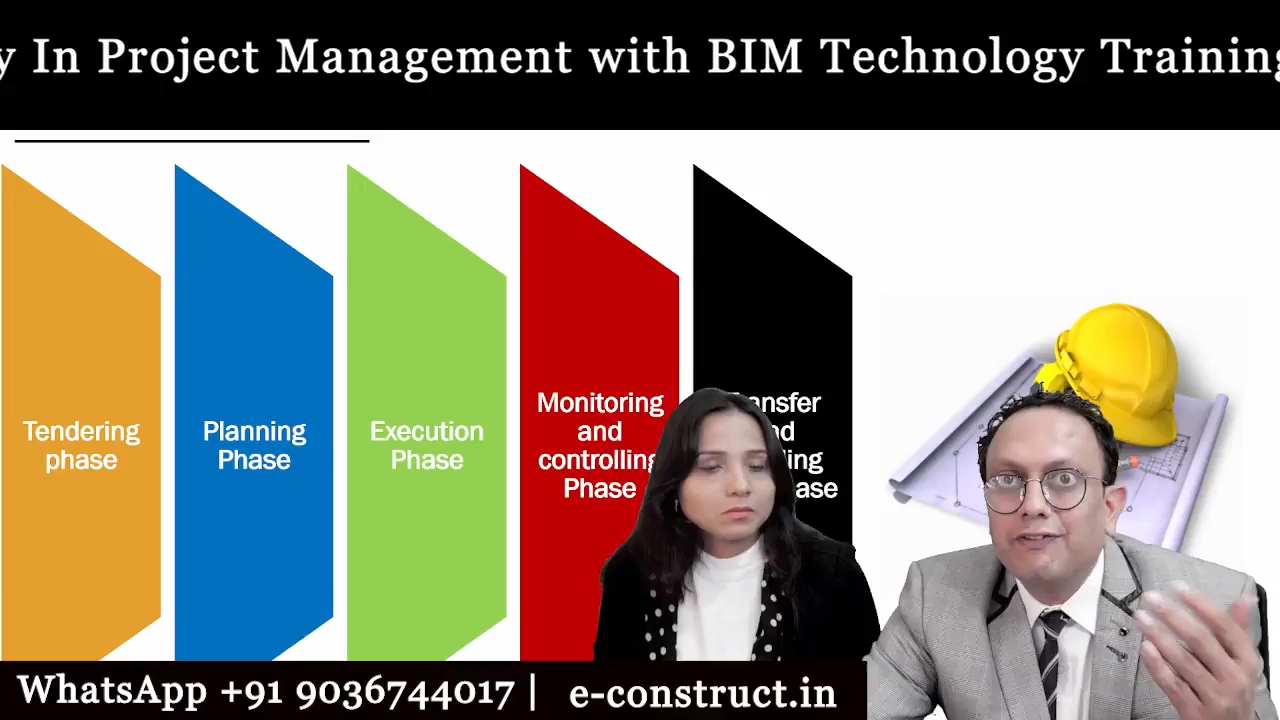 In Project Management with BIM Technology Training
Tendering
phase
Planning
Phase
Execution
Phase
Monitoring
and
controlling
Phase
WhatsApp +91 9036744017 | e-construct.in